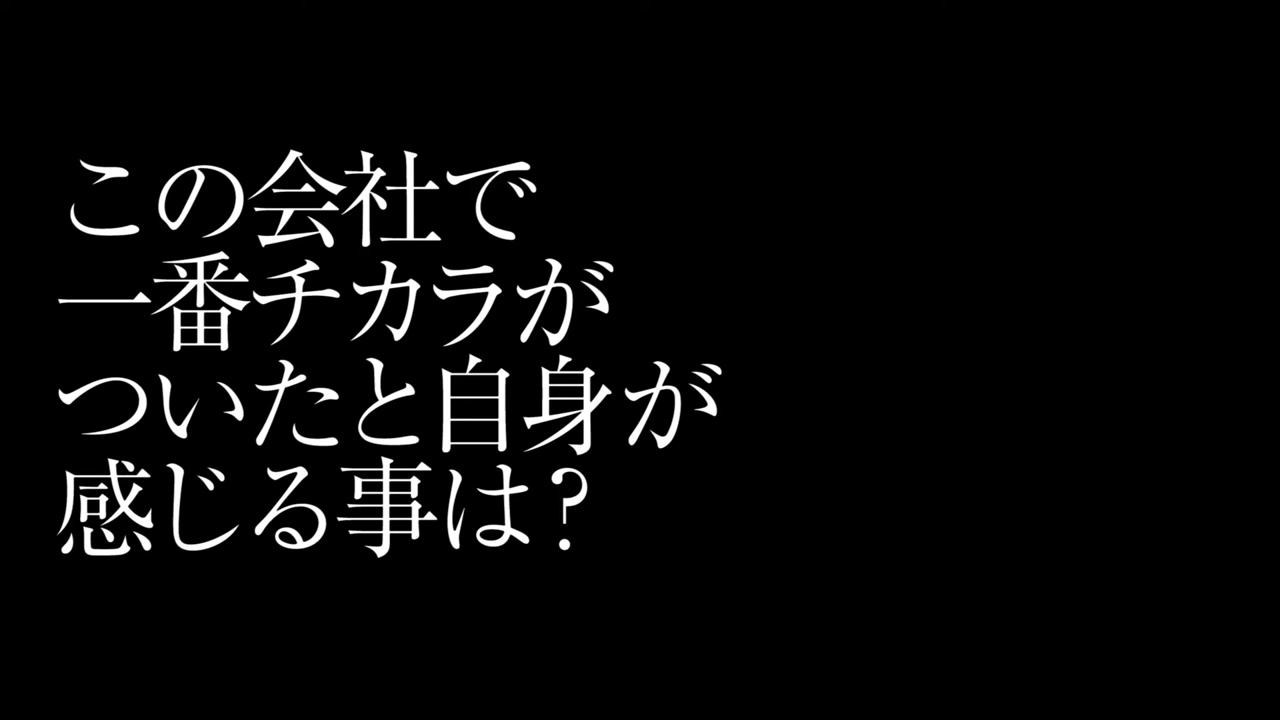 この会社で
一番チカラが
ついたと自身が
感じる事は?